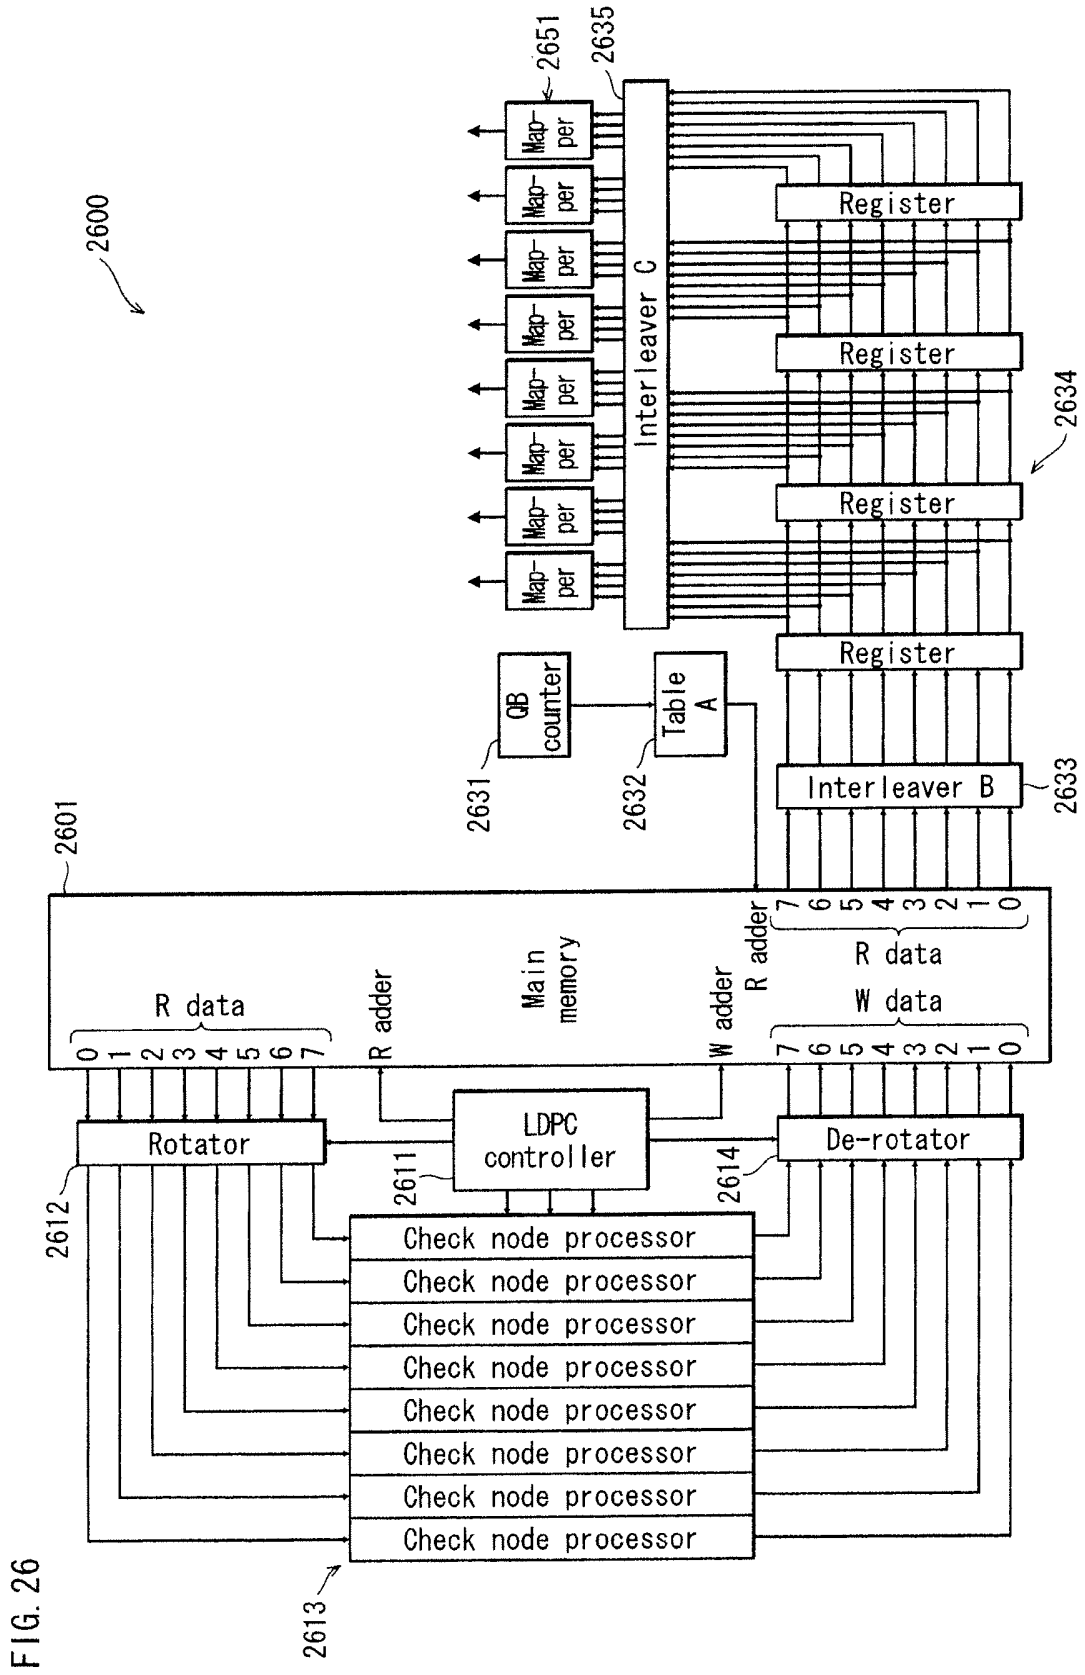 FIG. 26
2600
2601
R data
0
1
2
3
4
5
6
7
R adder
Main
memory
W adder
R adder
W data
7
6
5
4
3
2
1
0
R data
7
6
5
4
3
2
1
0
2612
Rotator
2611
LDPC
controller
2614
De-rotator
2613
Check node processor
Check node processor
Check node processor
Check node processor
Check node processor
Check node processor
Check node processor
Check node processor
2631
QB
counter
2632
Table
A
Interleaver B
2633
Register
Register
Register
Register
2634
Interleaver C
2635
Map-
per
Map-
per
Map-
per
Map-
per
Map-
per
Map-
per
Map-
per
Map-
per
2651